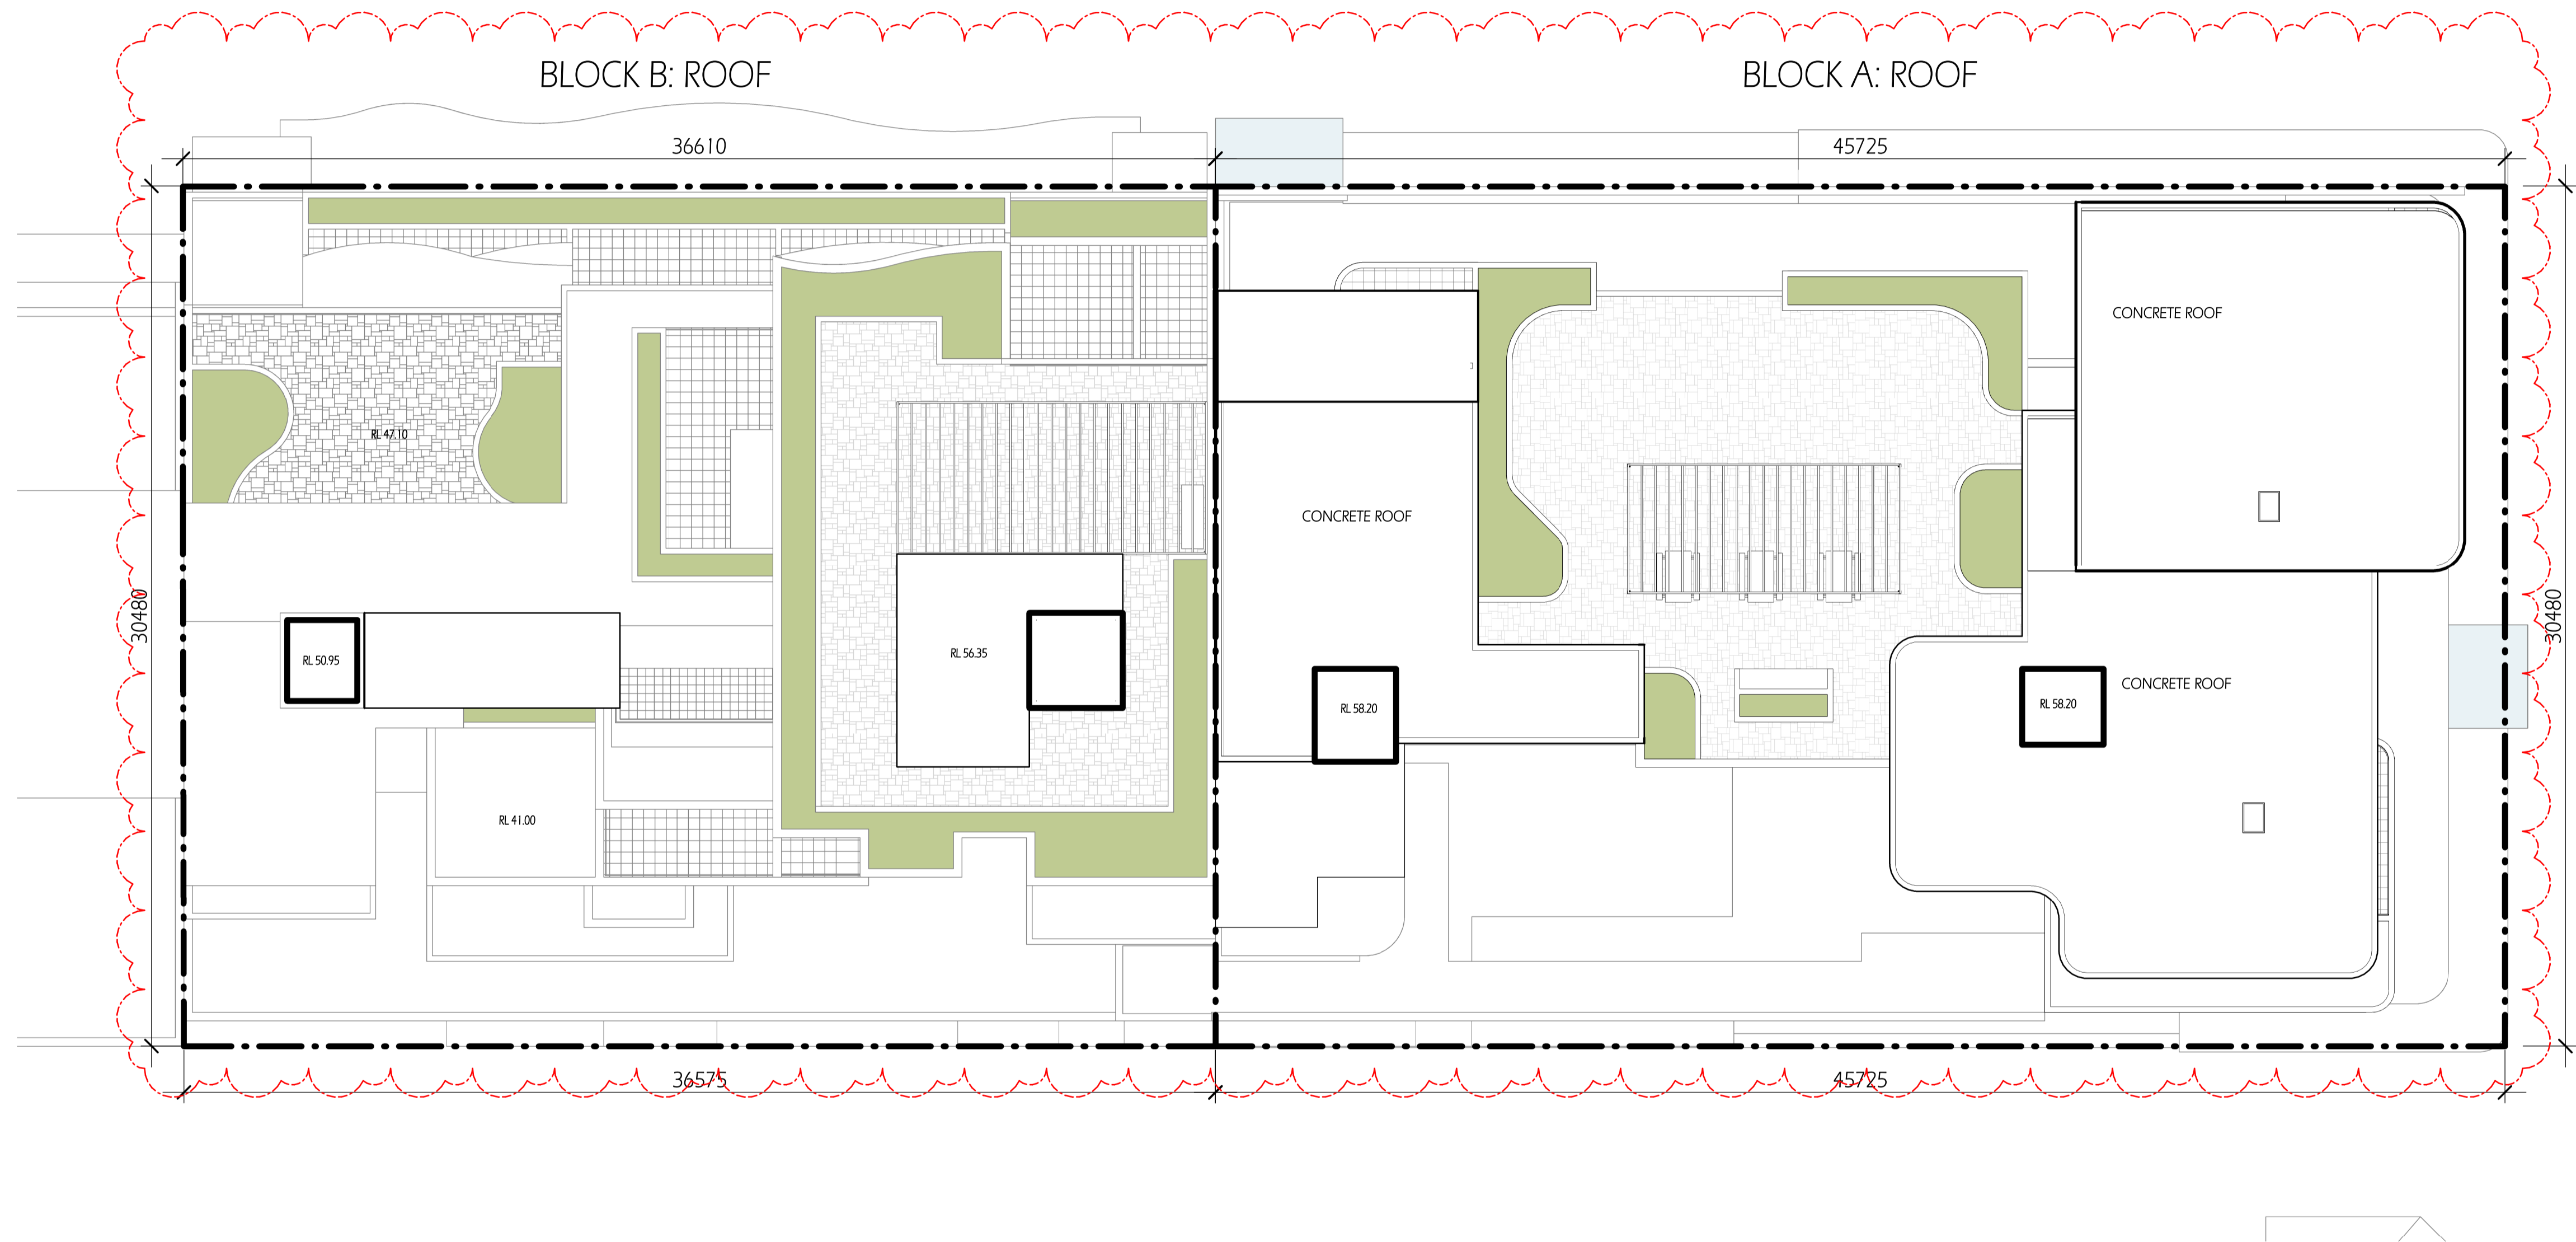 BLOCK B: ROOF
BLOCK A: ROOF
36610
45725
CONCRETE ROOF
RL 47.10
CONCRETE ROOF
30480
30480
RL 50.95
RL 56.35
CONCRETE ROOF
RL 58.20
RL 58.20
RL 41.00
36575
45725